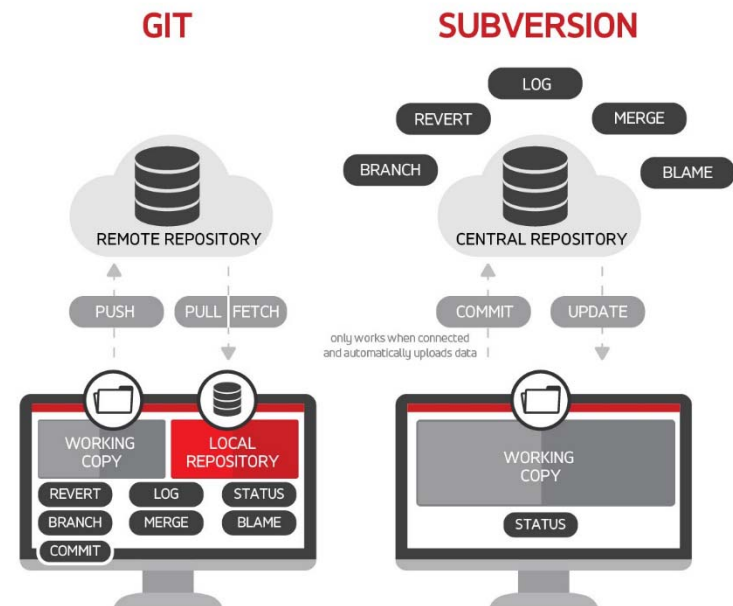 GIT
REMOTE REPOSITORY
PUSH
PULL FETCH
WORKING
COPY
LOCAL
REPOSITORY
REVERT LOG STATUS
BRANCH MERGE BLAME
COMMIT
SUBVERSION
LOG
REVERT MERGE
BRANCH BLAME
CENTRAL REPOSITORY
COMMIT UPDATE
only works when connected
and automatically uploads data
WORKING
COPY
STATUS